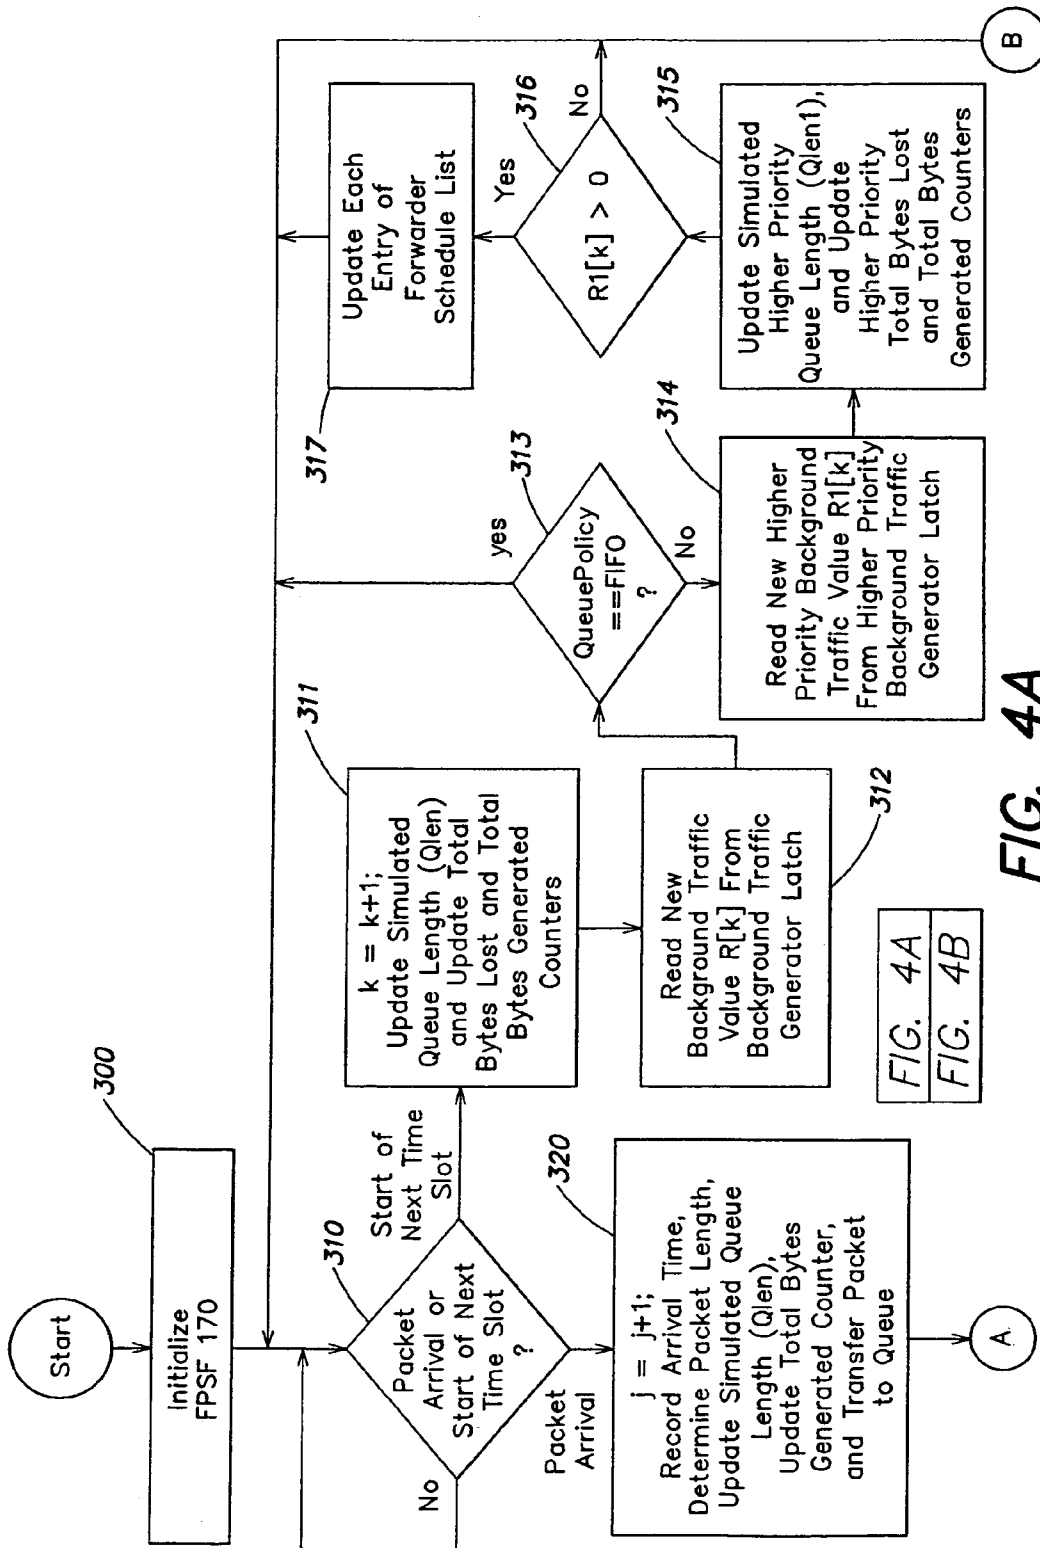 Start
300
Initialize
FPSF 170
310
Packet
Arrival or
Start of Next
Time Slot
?
No
Packet
Arrival
Start of
Next Time
Slot
320
j = j+1;
Record Arrival Time,
Determine Packet Length,
Update Simulated Queue
Length (Qlen),
Update Total Bytes
Generated Counter,
and Transfer Packet
to Queue
A
311
k = k+1;
Update Simulated
Queue Length (Qlen)
and Update Total
Bytes Lost and Total
Bytes Generated
Counters
Read New
Background Traffic
Value R[k] From
Background Traffic
Generator Latch
312
313
QueuePolicy
==FIFO
?
yes
No
314
Read New Higher
Priority Background
Traffic Value R1[k]
From Higher Priority
Background Traffic
Generator Latch
315
Update Simulated
Higher Priority
Queue Length (Qlen1),
and Update
Higher Priority
Total Bytes Lost
and Total Bytes
Generated Counters
316
R1[k] > 0
Yes
No
317
Update Each
Entry of
Forwarder
Schedule List
B
FIG. 4A
FIG. 4B
FIG. 4A